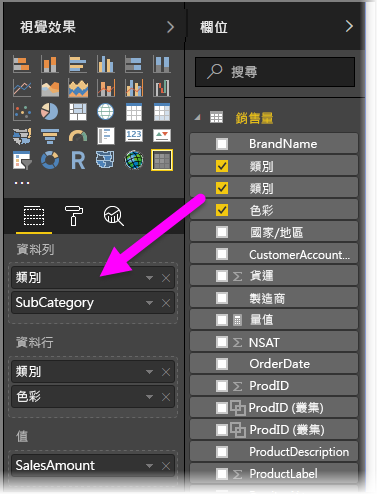 視覺效果
R
123
...
資料列
類別
SubCategory
資料行
類別
色彩
值
SalesAmount
欄位
搜尋
銷售量
BrandName
類別
類別
色彩
國家/地區
CustomerAccount...
Σ 貨運
製造商
量值
Σ NSAT
OrderDate
Σ ProdID
ProdID (叢集)
ProdID (叢集)
ProductDescription
Σ ProductLabel